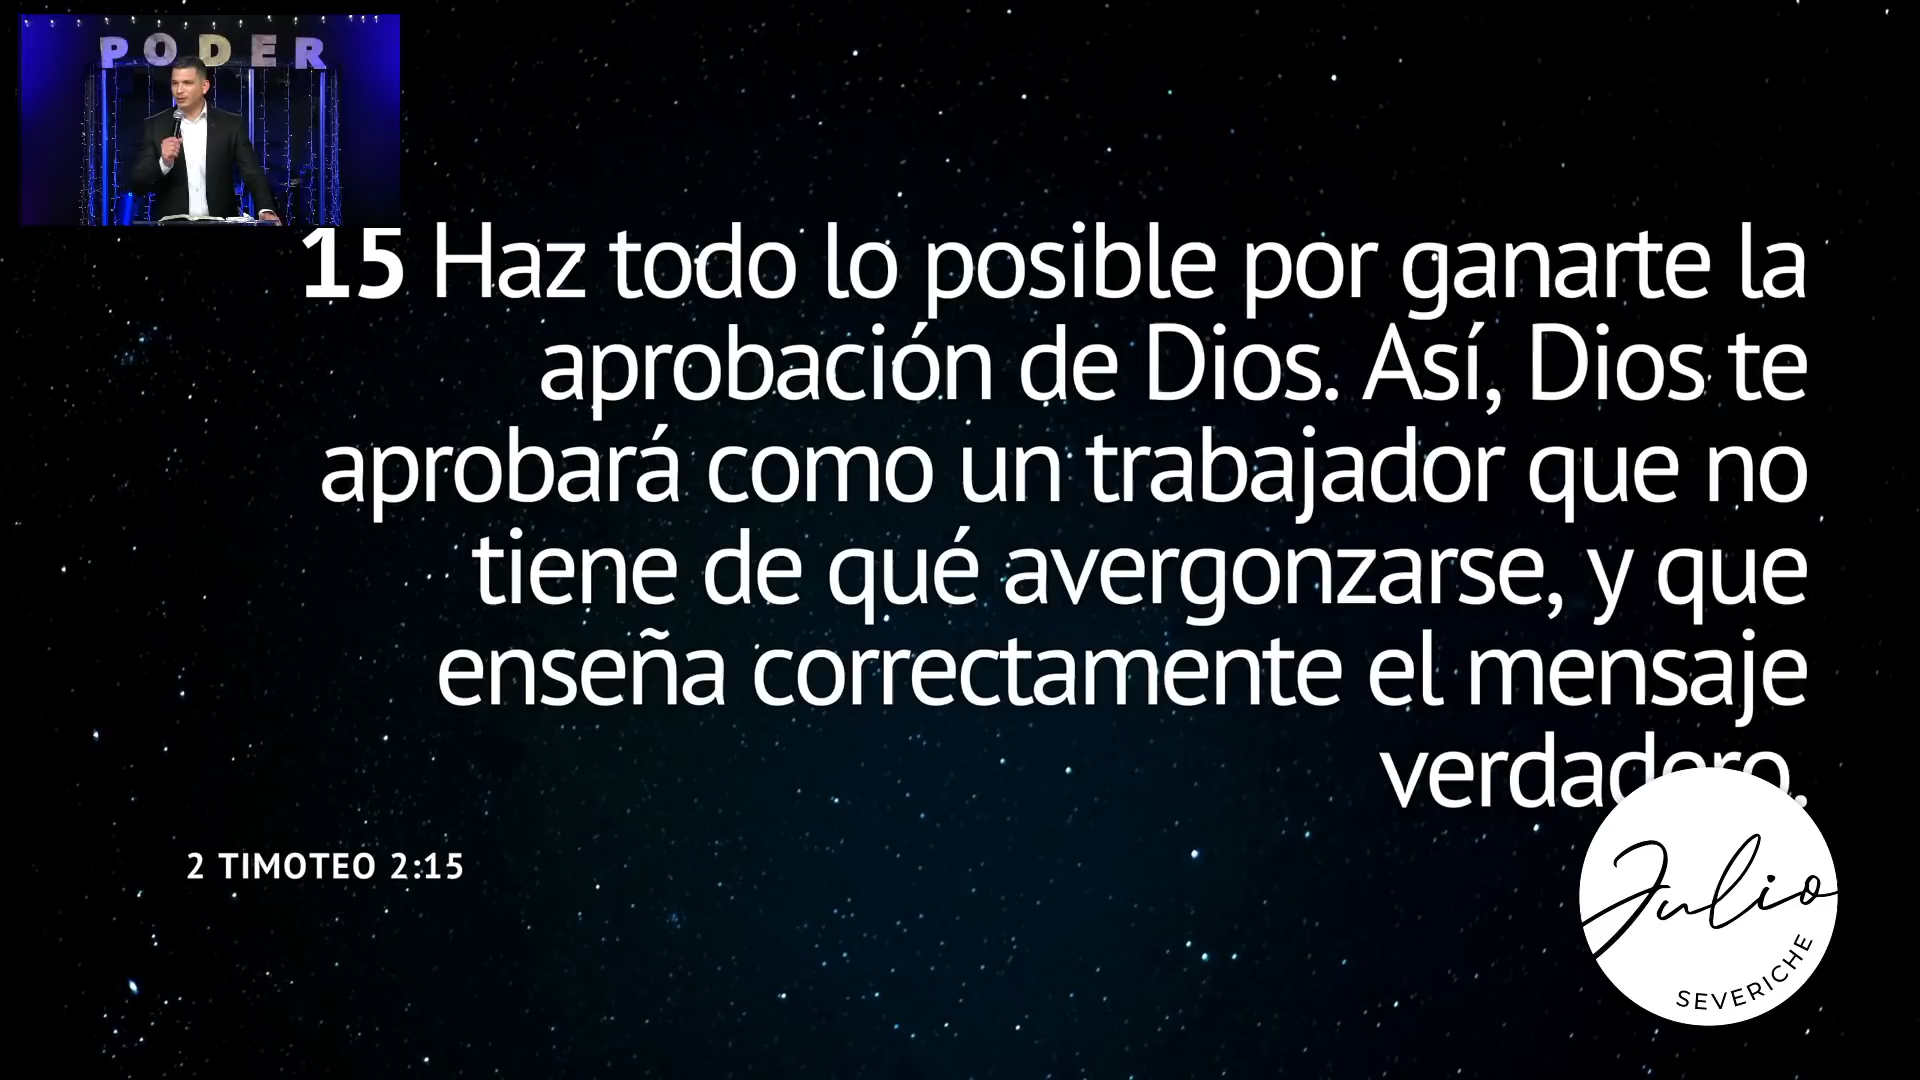 PODER
15 Haz todo lo posible por ganarte la
aprobación de Dios. Así, Dios te
aprobará como un trabajador que no
tiene de qué avergonzarse, y que
enseña correctamente el mensaje
verdadero.
2 TIMOTEO 2:15
Julio
SEVERICHE